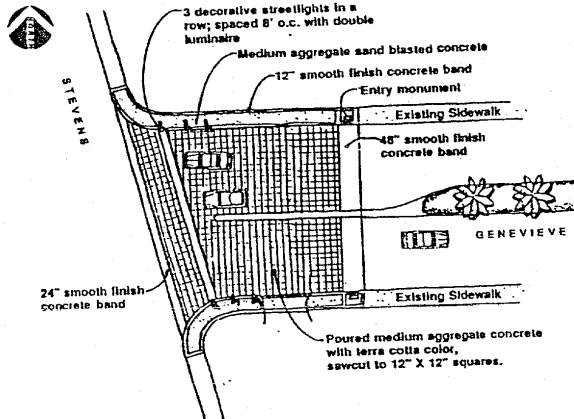 3 decorative streetlights in a
row; spaced 8' o.c. with double
luminaire
Medium aggregate sand blasted concrete
12" smooth finish concrete band
Entry monument
Existing Sidewalk
STEVENS
48" smooth finish
concrete band
GENEVIEVE
24" smooth finish
concrete band
Existing Sidewalk
Poured medium aggregate concrete
with terra cotta color,
sawcut to 12" X 12" squares.